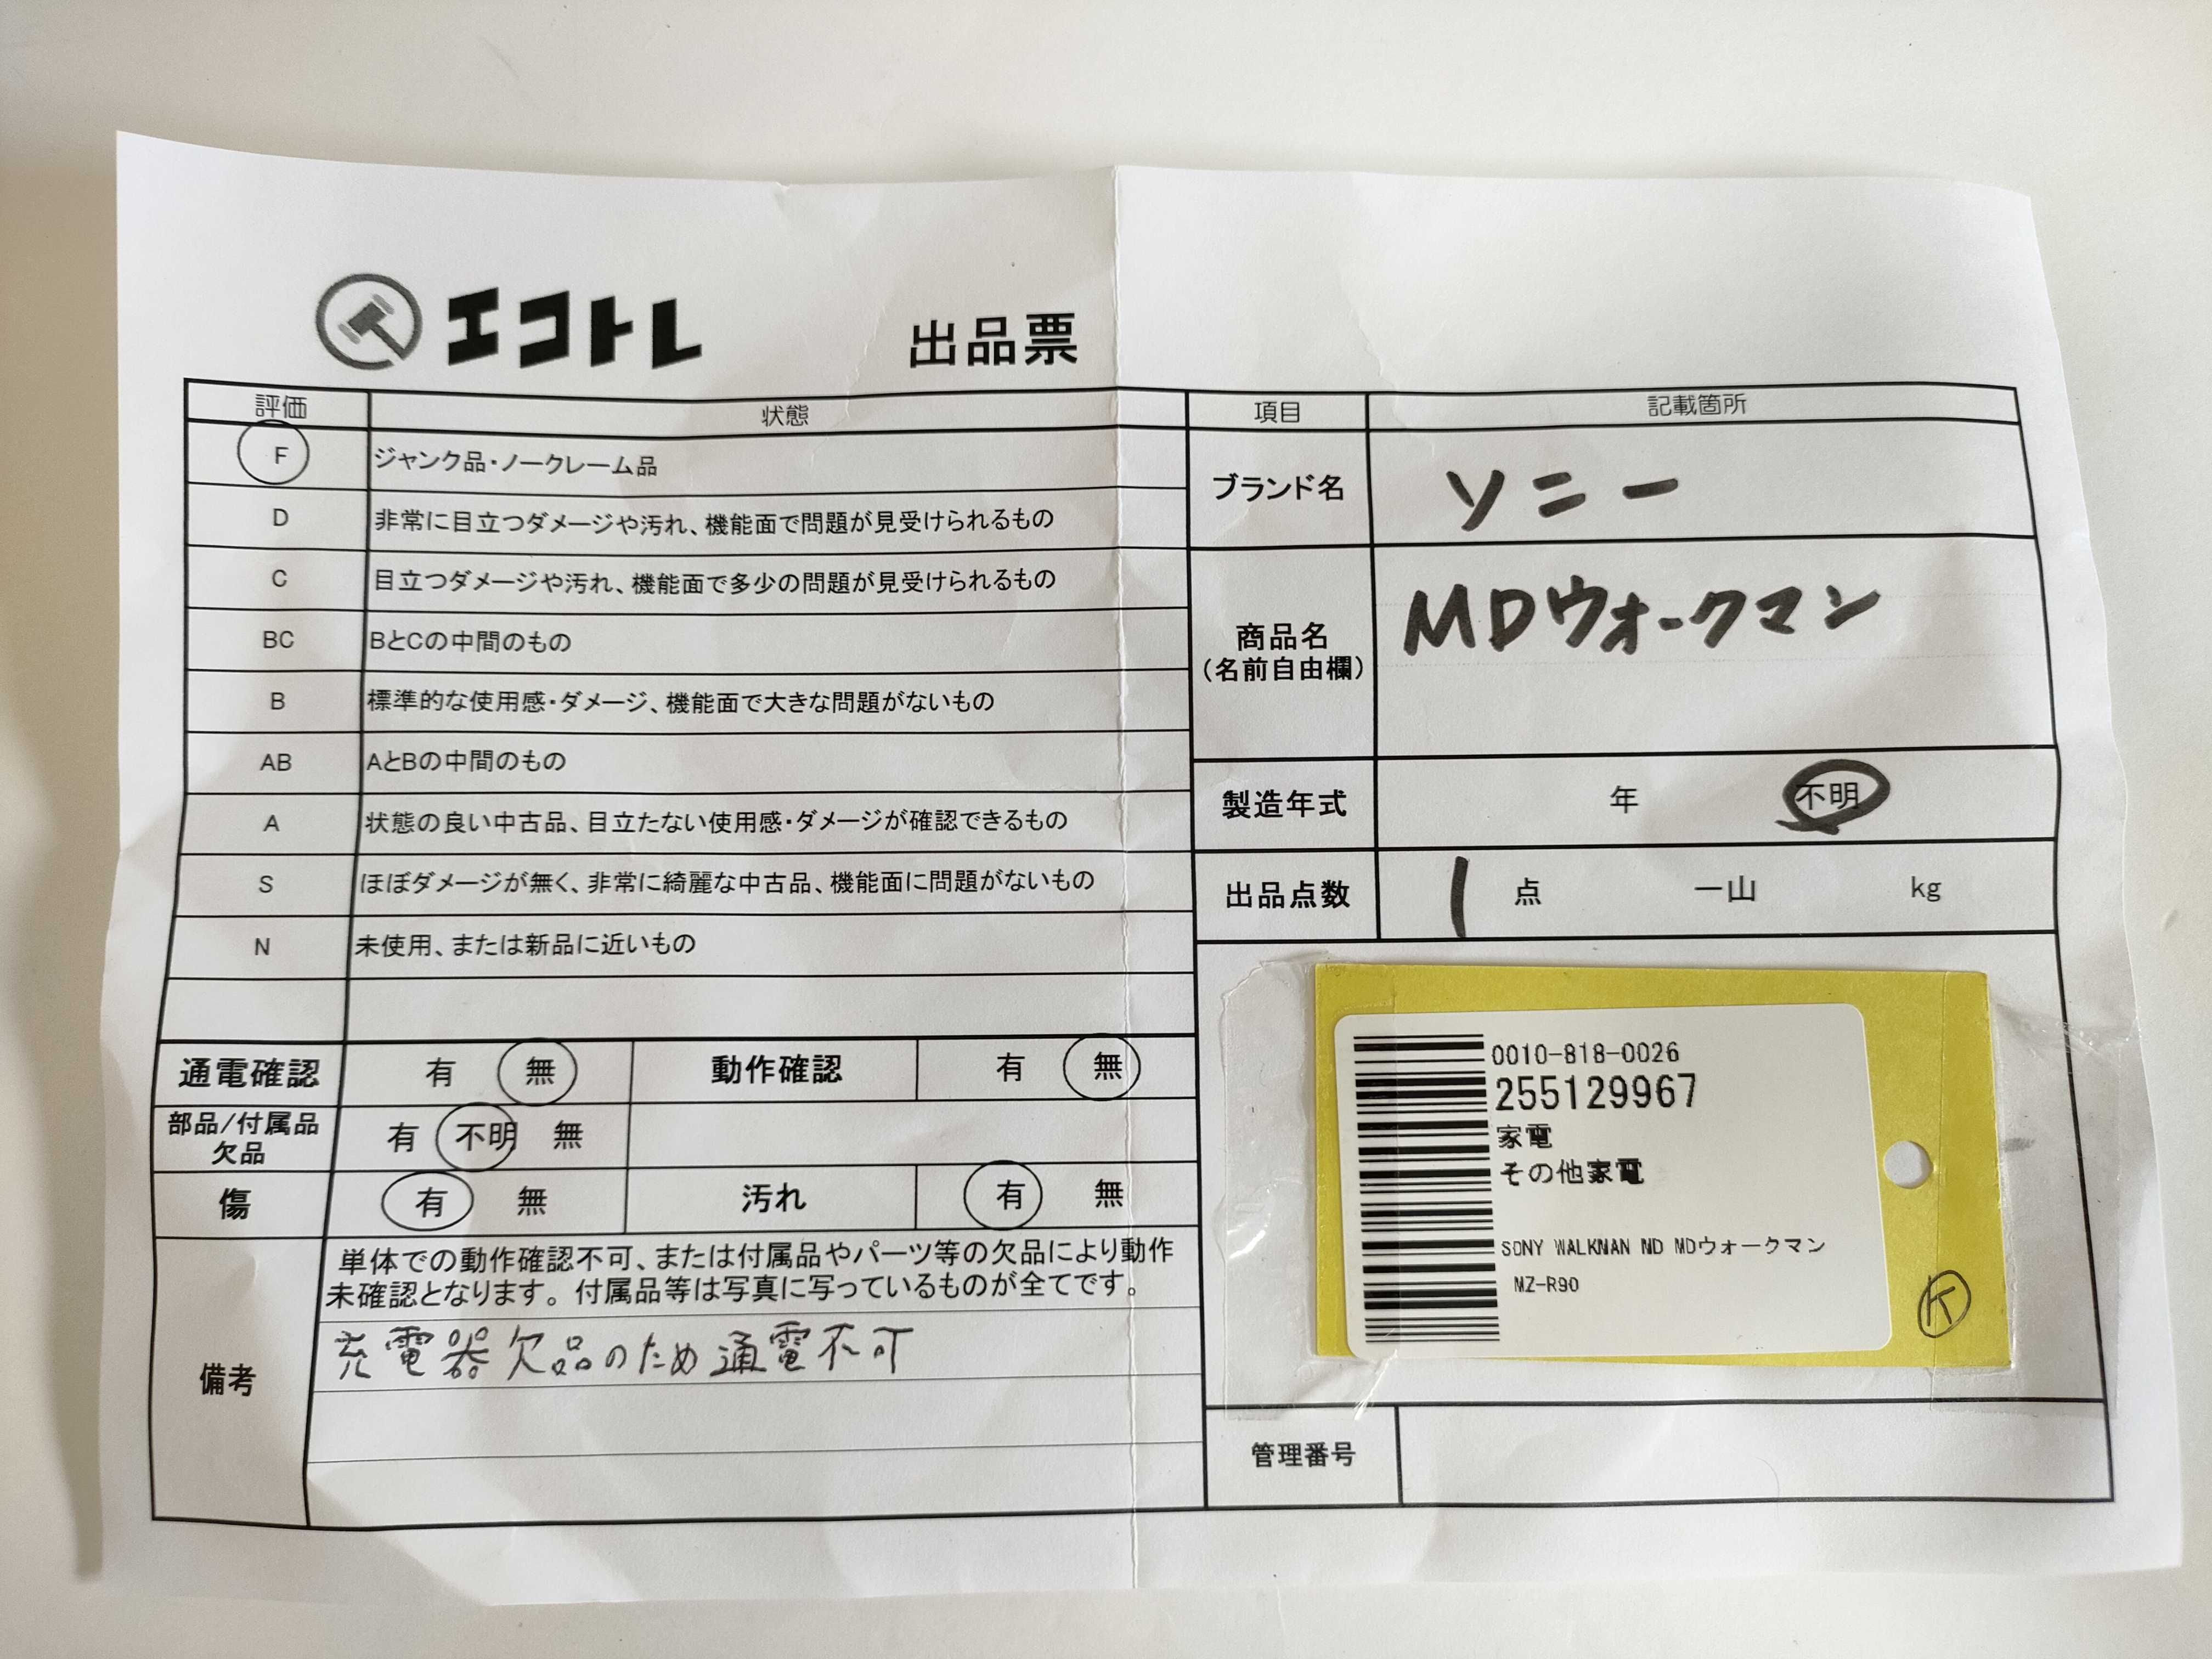 エコトレ 出品票
評価 状態
F ジャンク品・ノークレーム品
D 非常に目立つダメージや汚れ、機能面で問題が見受けられるもの
C 目立つダメージや汚れ、機能面で多少の問題が見受けられるもの
BC BとCの中間のもの
B 標準的な使用感・ダメージ、機能面で大きな問題がないもの
AB AとBの中間のもの
A 状態の良い中古品、目立たない使用感・ダメージが確認できるもの
S ほぼダメージが無く、非常に綺麗な中古品、機能面に問題がないもの
N 未使用、または新品に近いもの
通電確認 有 無 動作確認 有 無
部品/付属品
欠品 有 不明 無
傷 有 無 汚れ 有 無
備考
単体での動作確認不可、または付属品やパーツ等の欠品により動作
未確認となります。付属品等は写真に写っているものが全てです。
充電器欠品のため通電不可
項目 記載箇所
ブランド名 ソニー
商品名
(名前自由欄) MDウォークマン
製造年式 年 不明
出品点数 1 点 一山 kg
0010-818-0026
255129967
家電
その他家電
SONY WALKMAN MD MDウォークマン
MZ-R90
K
管理番号